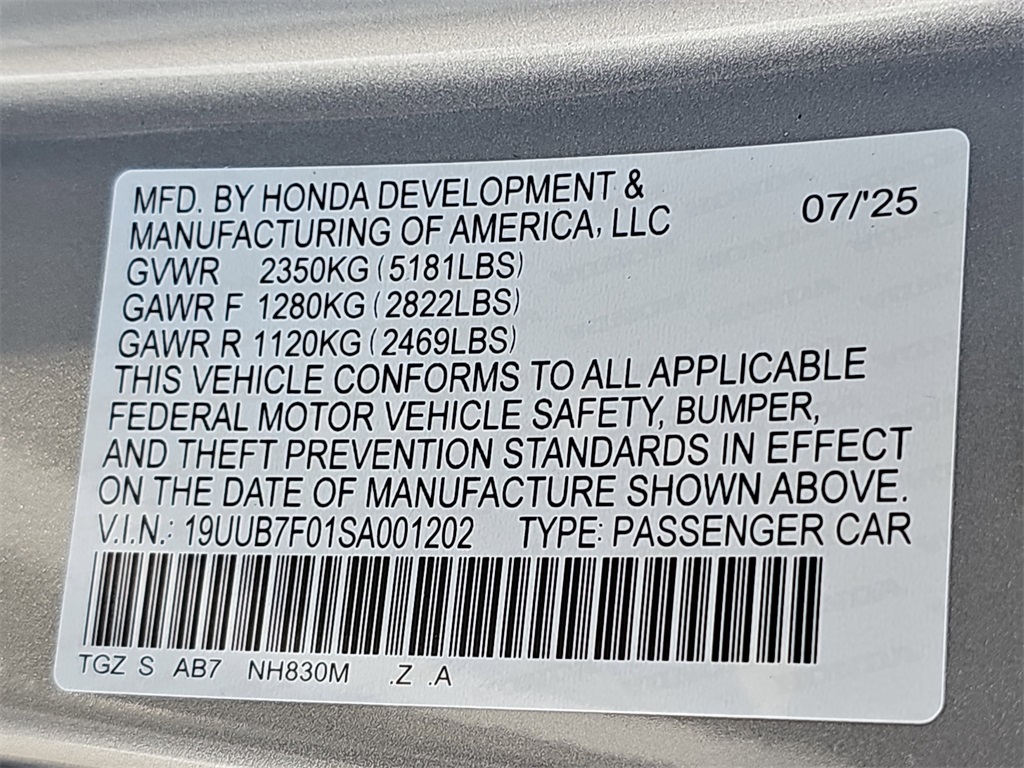 MFD. BY HONDA DEVELOPMENT &
MANUFACTURING OF AMERICA, LLC 07/'25
GVWR 2350KG (5181LBS)
GAWR F 1280KG (2822LBS)
GAWR R 1120KG (2469LBS)
THIS VEHICLE CONFORMS TO ALL APPLICABLE
FEDERAL MOTOR VEHICLE SAFETY, BUMPER,
AND THEFT PREVENTION STANDARDS IN EFFECT
ON THE DATE OF MANUFACTURE SHOWN ABOVE.
V.I.N.: 19UUB7F01SA001202 TYPE: PASSENGER CAR
TGZ S AB7 NH830M .Z .A